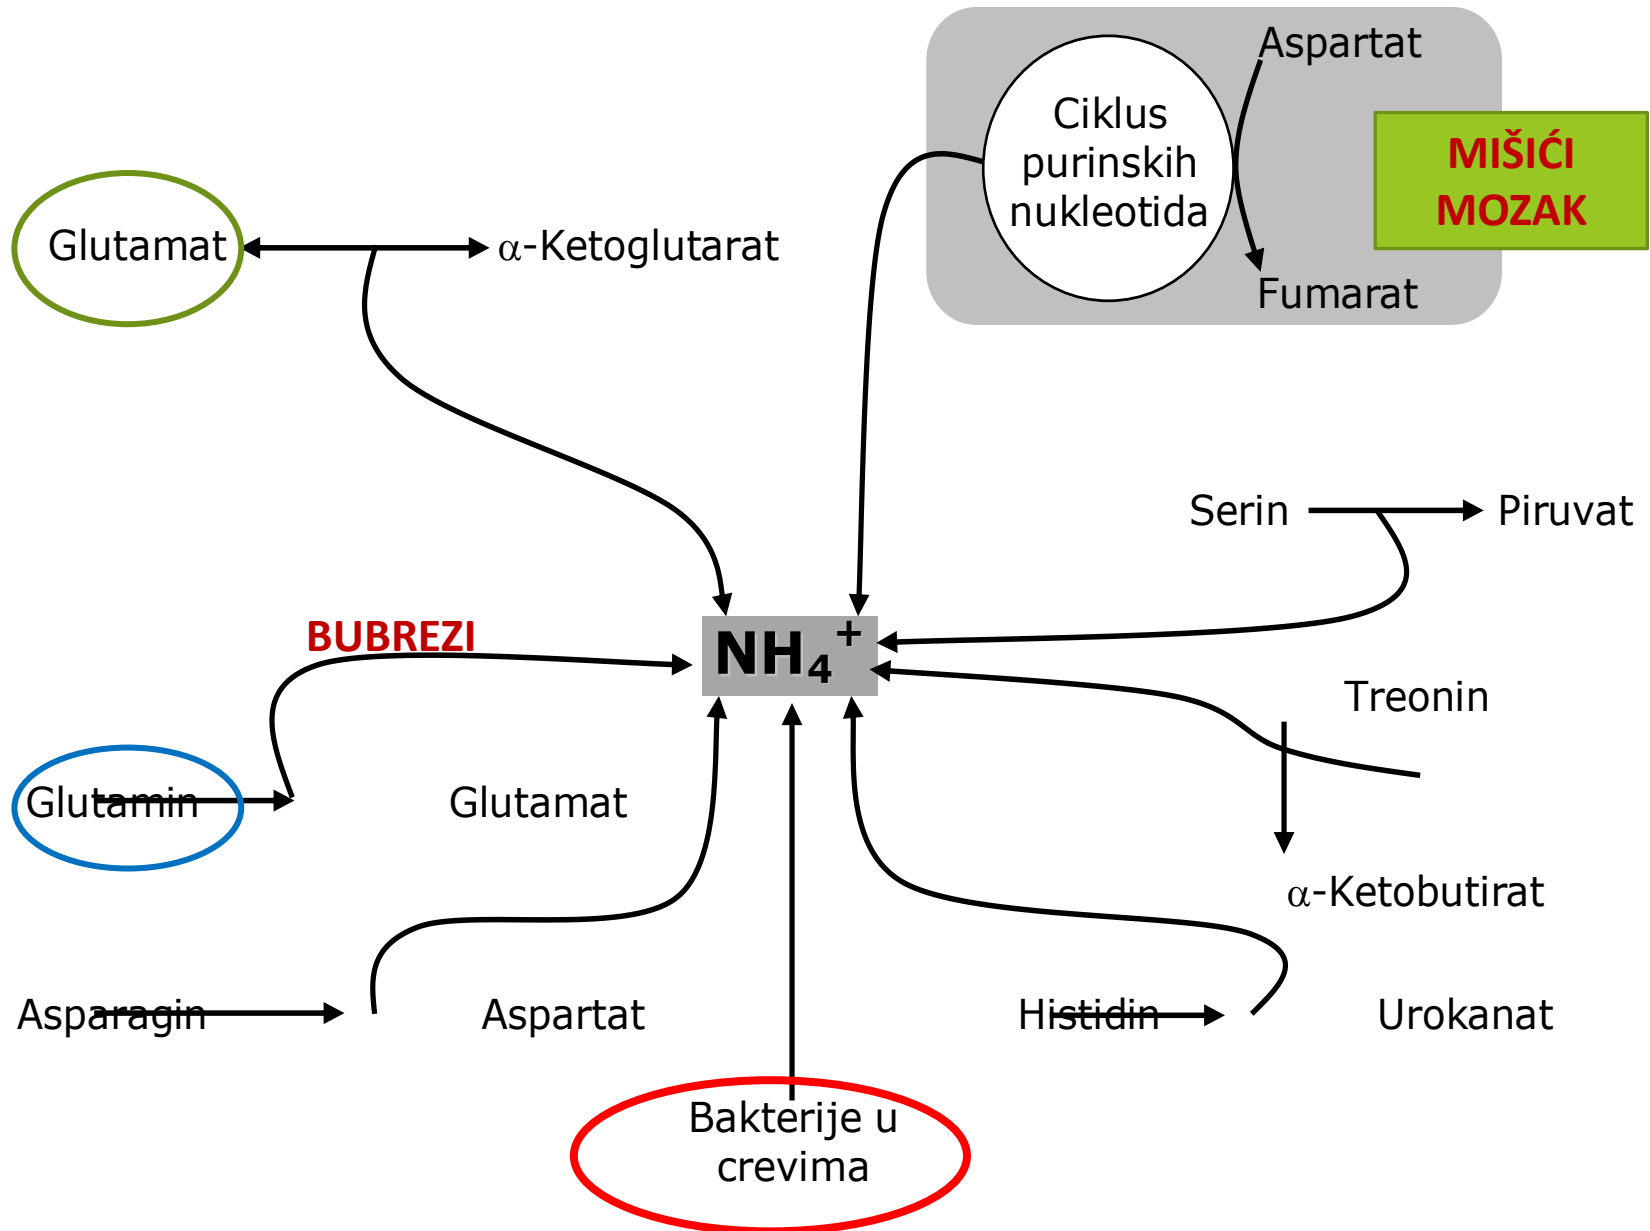 Aspartat
Ciklus
purinskih
nukleotida
MIŠIĆI
MOZAK
Glutamat
α-Ketoglutarat
Fumarat
Serin
Piruvat
BUBREZI
NH₄⁺
Treonin
Glutamin
Glutamat
α-Ketobutirat
Asparagin
Aspartat
Histidin
Urokanat
Bakterije u
crevima